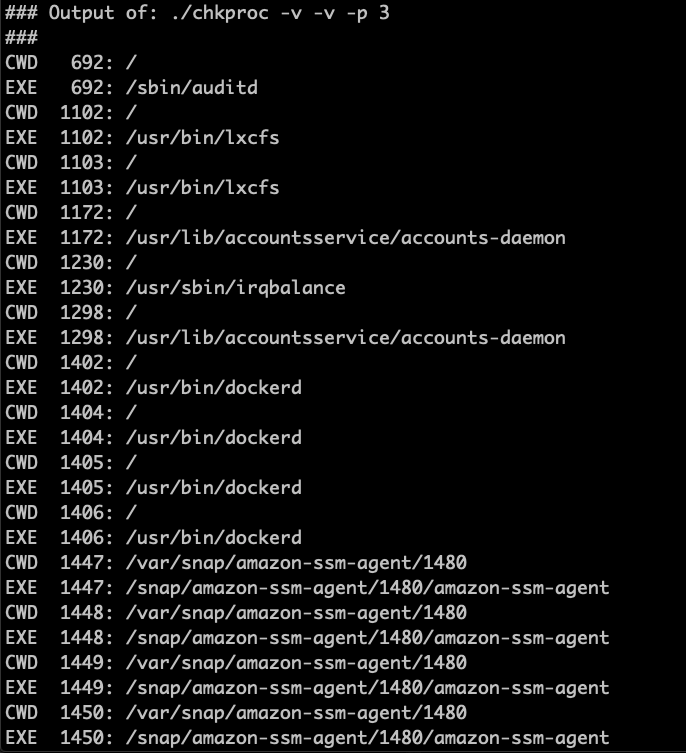 ### Output of: ./chkproc -v -v -p 3
###
CWD   692: /
EXE   692: /sbin/auditd
CWD  1102: /
EXE  1102: /usr/bin/lxcfs
CWD  1103: /
EXE  1103: /usr/bin/lxcfs
CWD  1172: /
EXE  1172: /usr/lib/accountsservice/accounts-daemon
CWD  1230: /
EXE  1230: /usr/sbin/irqbalance
CWD  1298: /
EXE  1298: /usr/lib/accountsservice/accounts-daemon
CWD  1402: /
EXE  1402: /usr/bin/dockerd
CWD  1404: /
EXE  1404: /usr/bin/dockerd
CWD  1405: /
EXE  1405: /usr/bin/dockerd
CWD  1406: /
EXE  1406: /usr/bin/dockerd
CWD  1447: /var/snap/amazon-ssm-agent/1480
EXE  1447: /snap/amazon-ssm-agent/1480/amazon-ssm-agent
CWD  1448: /var/snap/amazon-ssm-agent/1480
EXE  1448: /snap/amazon-ssm-agent/1480/amazon-ssm-agent
CWD  1449: /var/snap/amazon-ssm-agent/1480
EXE  1449: /snap/amazon-ssm-agent/1480/amazon-ssm-agent
CWD  1450: /var/snap/amazon-ssm-agent/1480
EXE  1450: /snap/amazon-ssm-agent/1480/amazon-ssm-agent